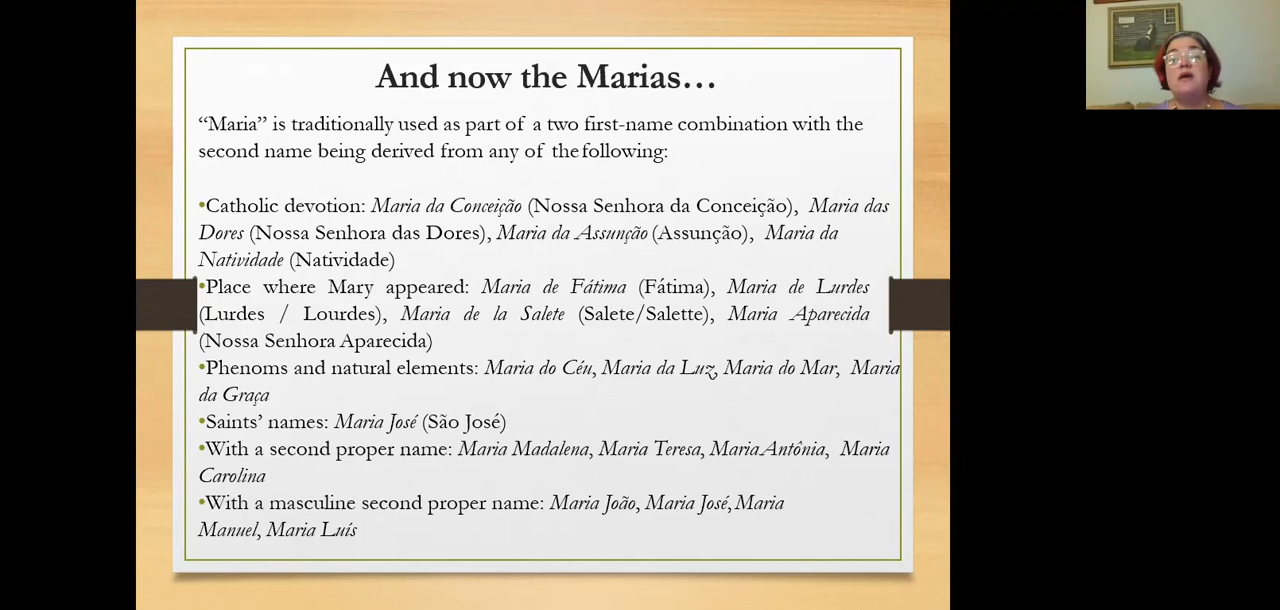 And now the Marias…
“Maria” is traditionally used as part of a two first-name combination with the
second name being derived from any of the following:
•Catholic devotion: Maria da Conceição (Nossa Senhora da Conceição), Maria das
Dores (Nossa Senhora das Dores), Maria da Assunção (Assunção), Maria da
Natividade (Natividade)
•Place where Mary appeared: Maria de Fátima (Fátima), Maria de Lurdes
(Lurdes / Lourdes), Maria de la Salete (Salete/Salette), Maria Aparecida
(Nossa Senhora Aparecida)
•Phenoms and natural elements: Maria do Céu, Maria da Luz, Maria do Mar, Maria
da Graça
•Saints’ names: Maria José (São José)
•With a second proper name: Maria Madalena, Maria Teresa, Maria Antônia, Maria
Carolina
•With a masculine second proper name: Maria João, Maria José, Maria
Manuel, Maria Luís